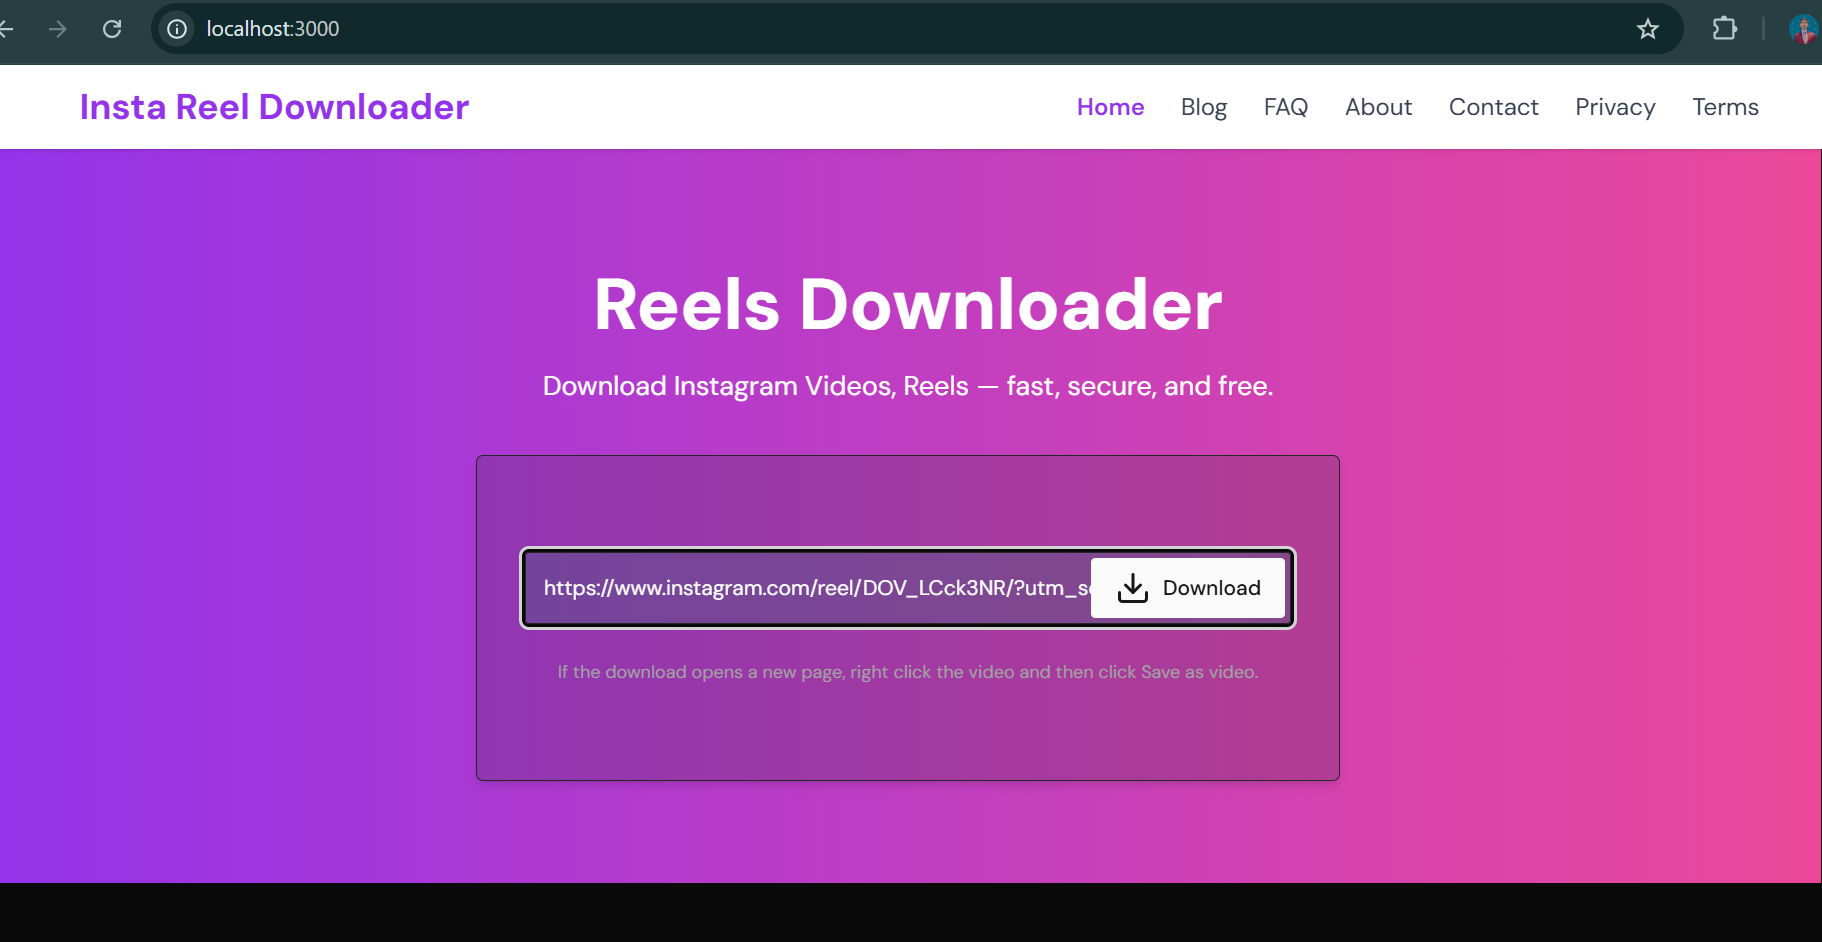 localhost:3000
Insta Reel Downloader
Home Blog FAQ About Contact Privacy Terms
Reels Downloader
Download Instagram Videos, Reels — fast, secure, and free.
https://www.instagram.com/reel/DOV_LCck3NR/?utm_s Download
If the download opens a new page, right click the video and then click Save as video.